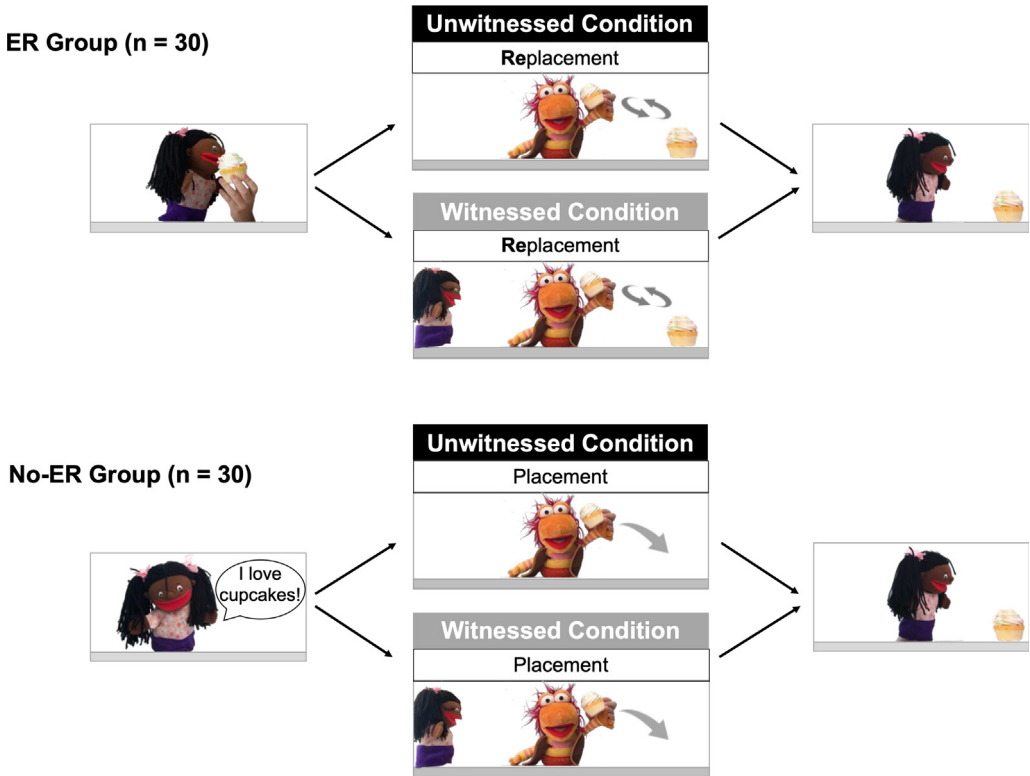 ER Group (n = 30)
Unwitnessed Condition
Replacement
Witnessed Condition
Replacement
No-ER Group (n = 30)
I love
cupcakes!
Unwitnessed Condition
Placement
Witnessed Condition
Placement